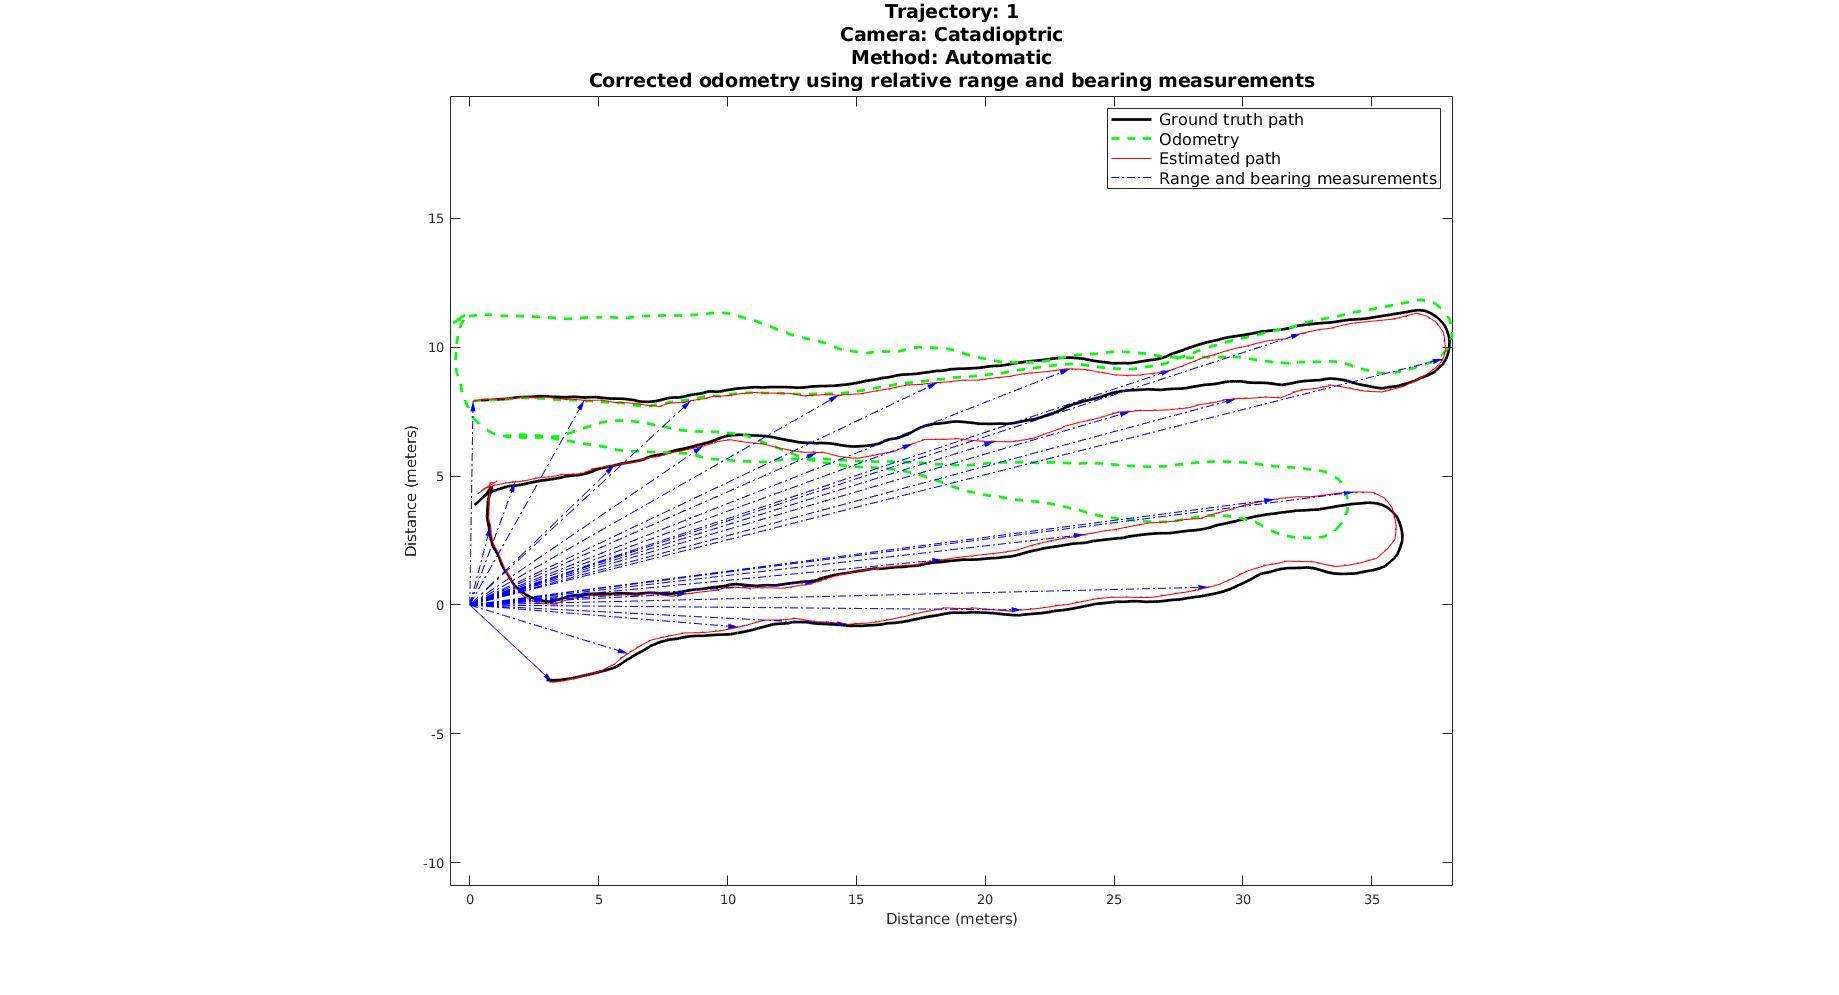 Trajectory: 1
Camera: Catadioptric
Method: Automatic
Corrected odometry using relative range and bearing measurements
Ground truth path
Odometry
Estimated path
Range and bearing measurements
15
10
5
0
-5
-10
Distance (meters)
0 5 10 15 20 25 30 35
Distance (meters)